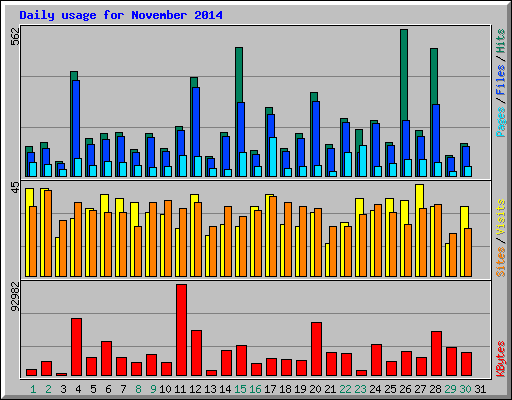 Daily usage for November 2014
562
Pages / Files / Hits
45
Sites / Visits
92982
KBytes
1 2 3 4 5 6 7 8 9 10 11 12 13 14 15 16 17 18 19 20 21 22 23 24 25 26 27 28 29 30 31